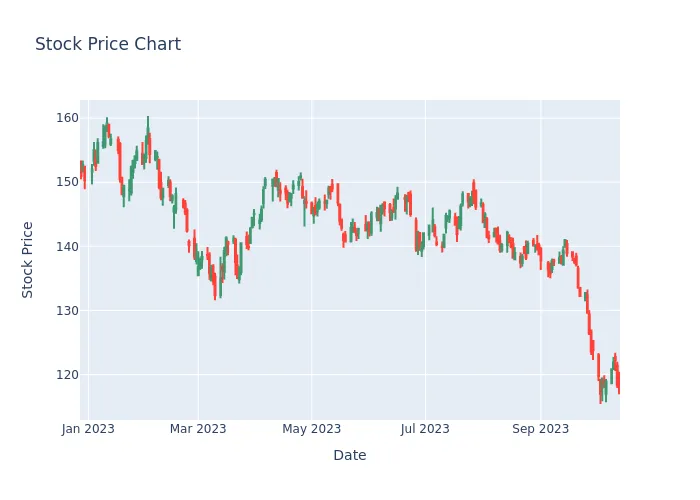 Stock Price Chart
160
150
140
130
120
Stock Price
Jan 2023
Mar 2023
May 2023
Jul 2023
Sep 2023
Date